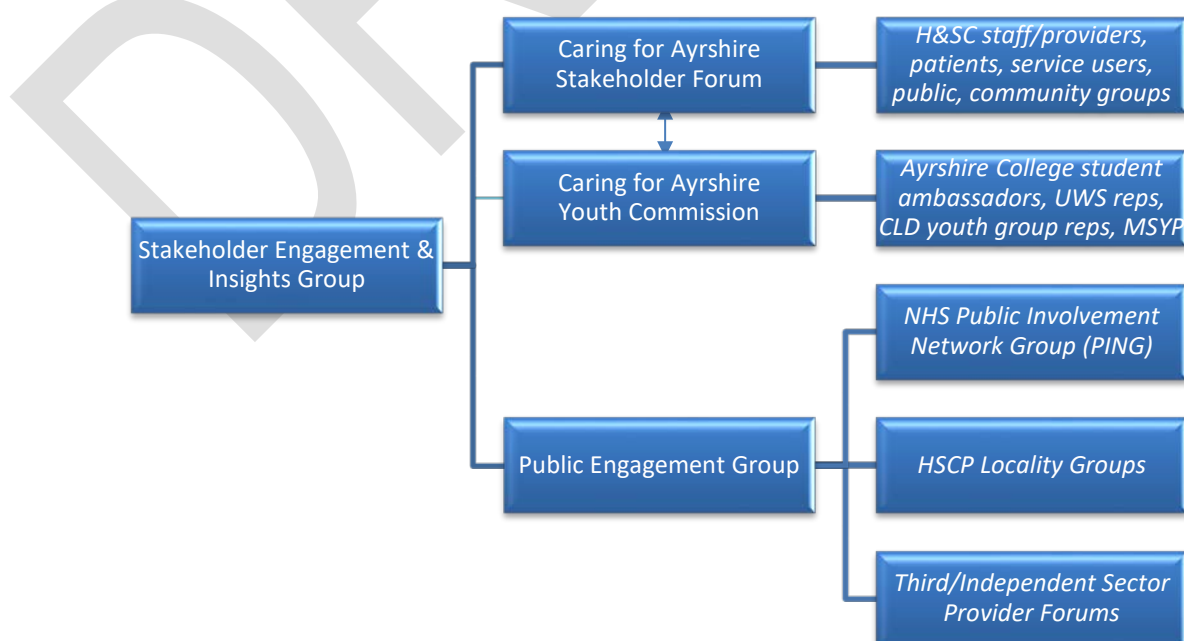 Caring for Ayrshire
Stakeholder Forum
H&SC staff/providers,
patients, service users,
public, community groups
Caring for Ayrshire
Youth Commission
Ayrshire College student
ambassadors, UWS reps,
CLD youth group reps, MSYP
Stakeholder Engagement &
Insights Group
NHS Public Involvement
Network Group (PING)
Public Engagement Group
HSCP Locality Groups
Third/Independent Sector
Provider Forums